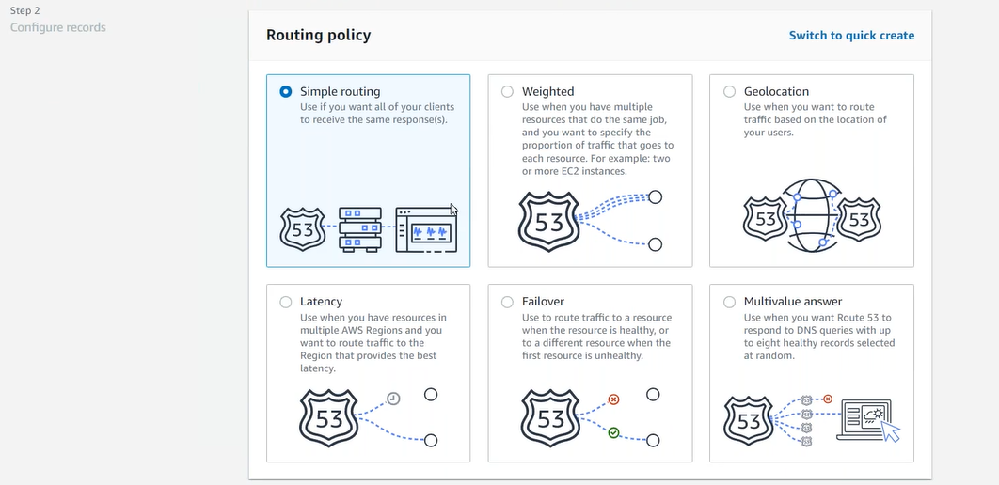 Step 2
Configure records
Routing policy
Switch to quick create
Simple routing
Use if you want all of your clients
to receive the same response(s).
53
Weighted
Use when you have multiple
resources that do the same job,
and you want to specify the
proportion of traffic that goes to
each resource. For example: two
or more EC2 instances.
53
Geolocation
Use when you want to route
traffic based on the location of
your users.
53
53
Latency
Use when you have resources in
multiple AWS Regions and you
want to route traffic to the
Region that provides the best
latency.
53
Failover
Use to route traffic to a resource
when the resource is healthy, or
to a different resource when the
first resource is unhealthy.
53
Multivalue answer
Use when you want Route 53 to
respond to DNS queries with up
to eight healthy records selected
at random.
53